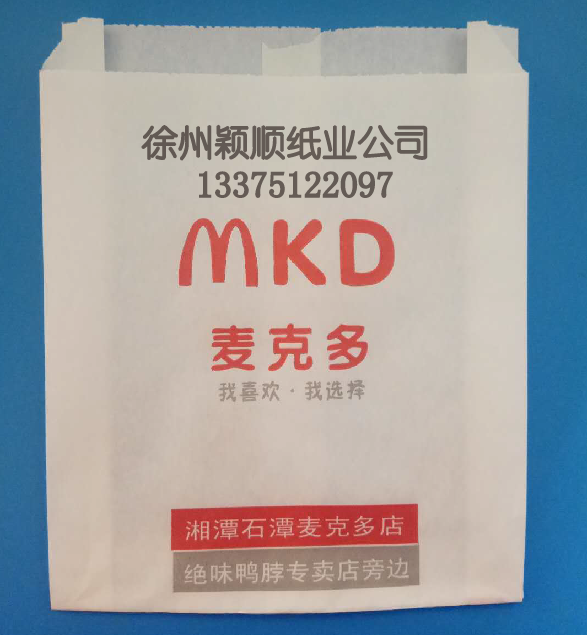 徐州颖顺纸业公司
13375122097
MKD
麦克多
我喜欢·我选择
湘潭石潭麦克多店
绝味鸭脖专卖店旁边